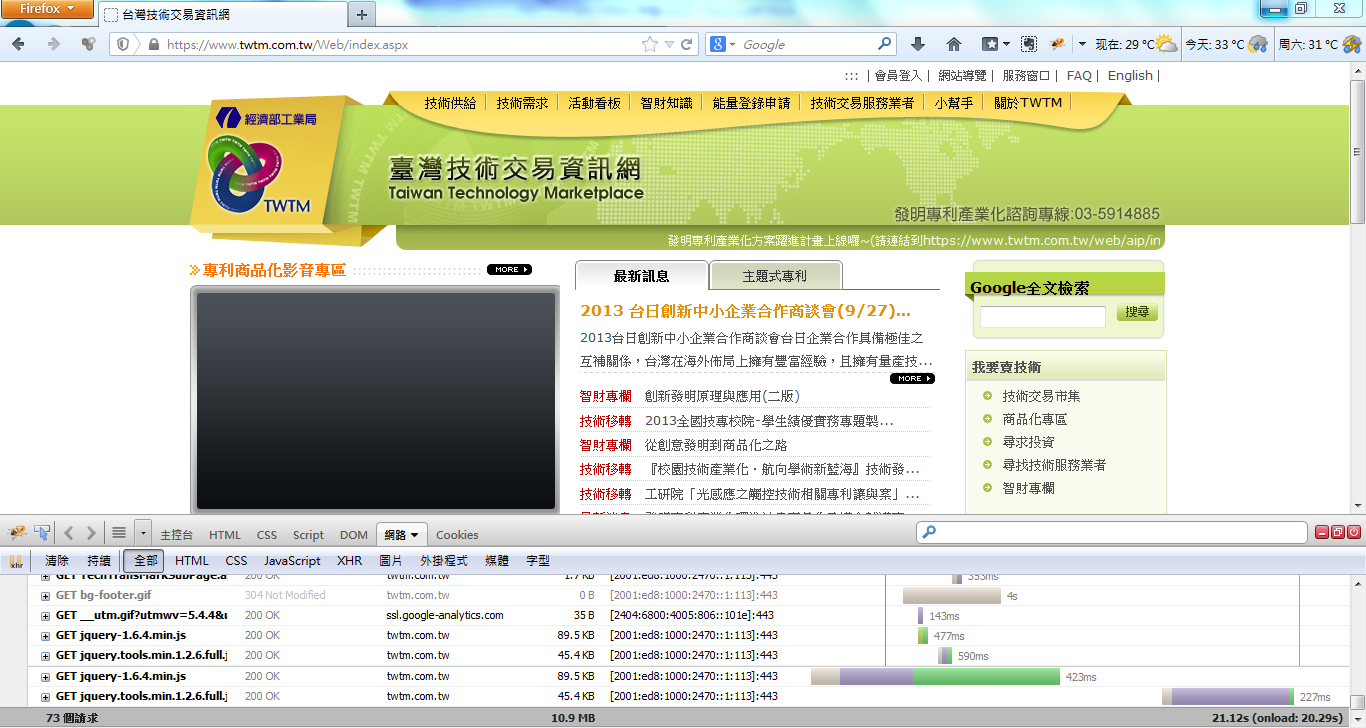 Firefox
台灣技術交易資訊網
https://www.twtm.com.tw/Web/index.aspx
Google
现在: 29 °C
今天: 33 °C
周六: 31 °C
::: | 會員登入 | 網站導覽 | 服務窗口 | FAQ | English |
技術供給 技術需求 活動看板 智財知識 能量登錄申請 技術交易服務業者 小幫手 關於TWTM
經濟部工業局
TWTM
臺灣技術交易資訊網
Taiwan Technology Marketplace
發明專利產業化諮詢專線:03-5914885
發明專利產業化方案躍進計畫上線囉~(請連結到https://www.twtm.com.tw/web/aip/in
專利商品化影音專區
MORE
最新訊息 主題式專利
2013 台日創新中小企業合作商談會(9/27)...
2013台日創新中小企業合作商談會台日企業合作具備極佳之
互補關係，台灣在海外佈局上擁有豐富經驗，且擁有量產技...
MORE
智財專欄 創新發明原理與應用(二版)
技術移轉 2013全國技專校院-學生績優實務專題製...
智財專欄 從創意發明到商品化之路
技術移轉 『校園技術產業化．航向學術新藍海』技術發...
技術移轉 工研院「光感應之觸控技術相關專利讓與案」...
Google全文檢索
搜尋
我要賣技術
技術交易市集
商品化專區
尋求投資
尋找技術服務業者
智財專欄
主控台 HTML CSS Script DOM 網路 Cookies
xhr 清除 持續 全部 HTML CSS JavaScript XHR 圖片 外掛程式 媒體 字型
GET TechTransMarkSubPage.a 200 OK twtm.com.tw 1.7 KB [2001:ed8:1000:2470::1:113]:443 353ms
GET bg-footer.gif 304 Not Modified twtm.com.tw 0 B [2001:ed8:1000:2470::1:113]:443 4s
GET __utm.gif?utmwv=5.4.4&u 200 OK ssl.google-analytics.com 35 B [2404:6800:4005:806::101e]:443 143ms
GET jquery-1.6.4.min.js 200 OK twtm.com.tw 89.5 KB [2001:ed8:1000:2470::1:113]:443 477ms
GET jquery.tools.min.1.2.6.full.j 200 OK twtm.com.tw 45.4 KB [2001:ed8:1000:2470::1:113]:443 590ms
GET jquery-1.6.4.min.js 200 OK twtm.com.tw 89.5 KB [2001:ed8:1000:2470::1:113]:443 423ms
GET jquery.tools.min.1.2.6.full.j 200 OK twtm.com.tw 45.4 KB [2001:ed8:1000:2470::1:113]:443 227ms
73 個請求 10.9 MB 21.12s (onload: 20.29s)